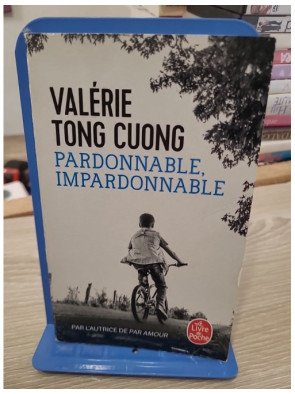 VALÉRIE
TONG CUONG
PARDONNABLE,
IMPARDONNABLE
PAR L'AUTRICE DE PAR AMOUR
Le Livre
de Poche